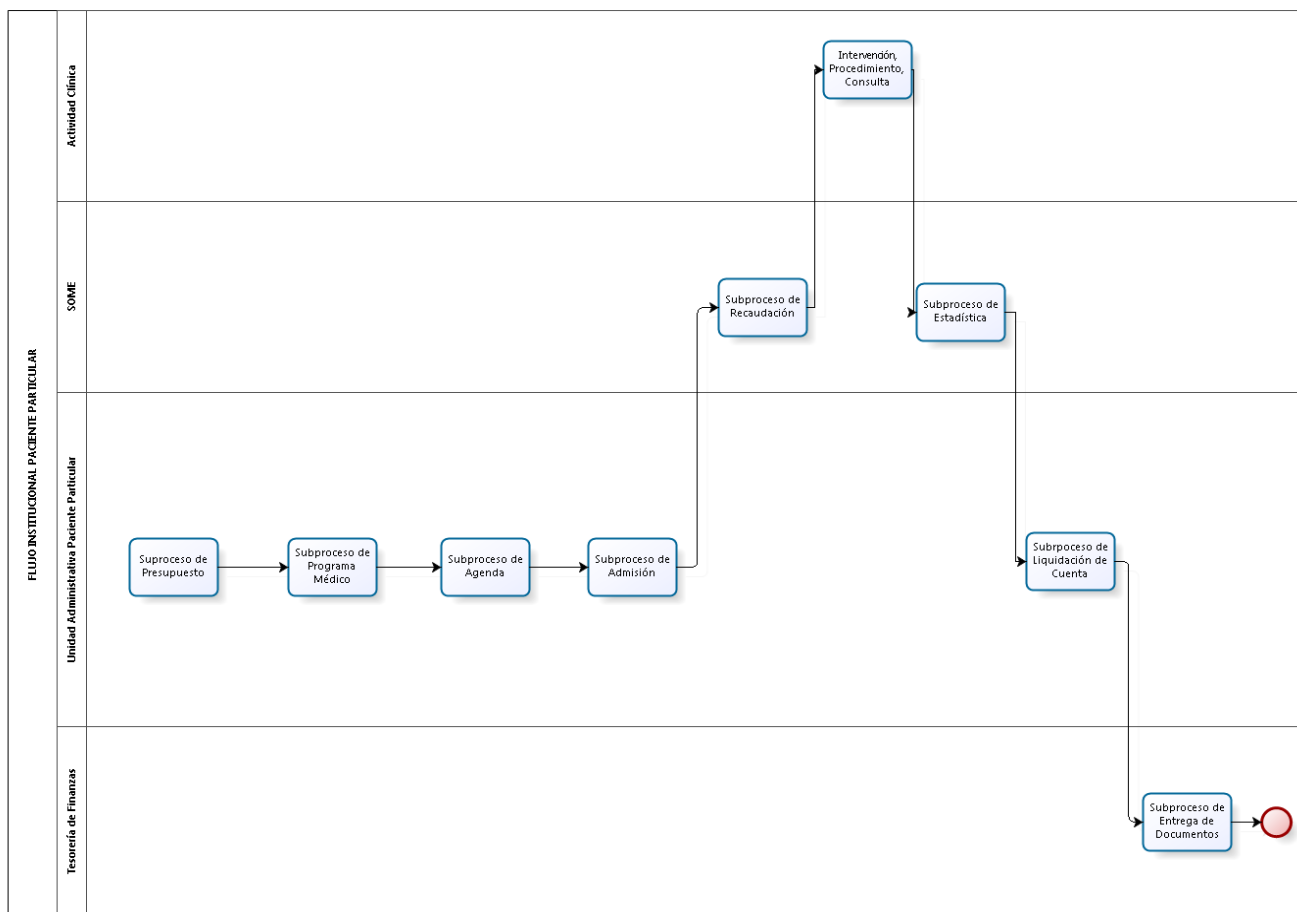 FLUJO INSTITUCIONAL PACIENTE PARTICULAR
Actividad Clínica
Intervención,
Procedimiento,
Consulta
SOME
Subproceso de
Recaudación
Subproceso de
Estadística
Unidad Administrativa Paciente Particular
Suproceso de
Presupuesto
Subproceso de
Programa
Médico
Subproceso de
Agenda
Subproceso de
Admisión
Subrpoceso de
Liquidación de
Cuenta
Tesorería de Finanzas
Subproceso de
Entrega de
Documentos